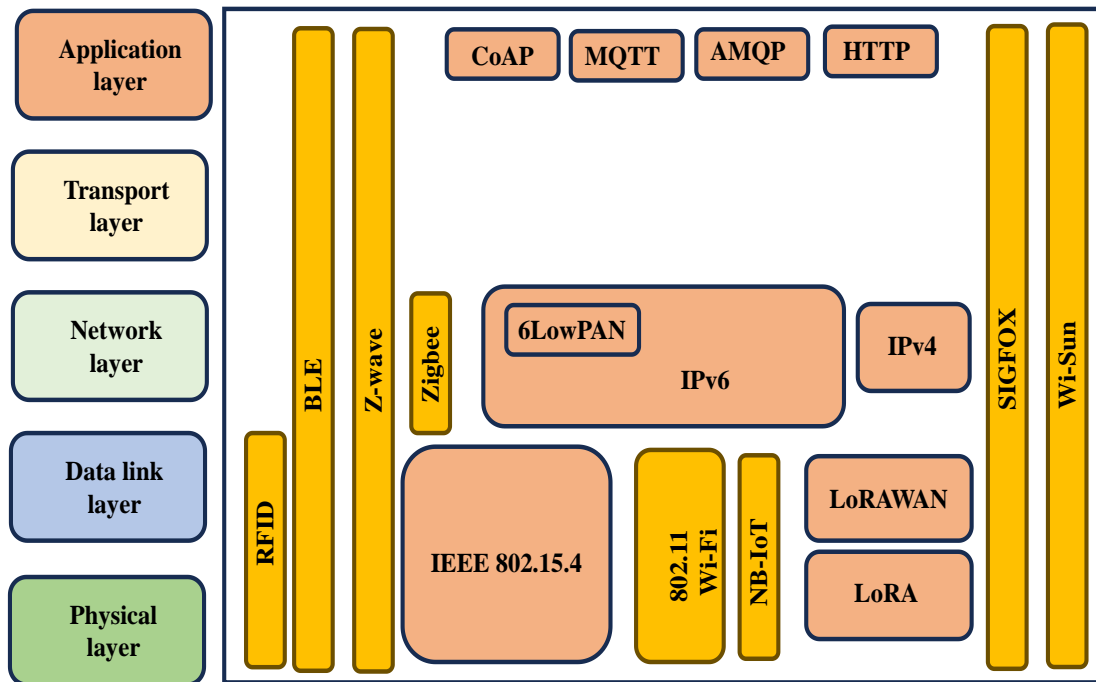 Application
layer
CoAP
MQTT
AMQP
HTTP
Transport
layer
Network
layer
BLE
Z-wave
Zigbee
6LowPAN
IPv6
IPv4
SIGFOX
Wi-Sun
Data link
layer
RFID
IEEE 802.15.4
802.11
Wi-Fi
NB-IoT
LoRAWAN
LoRA
Physical
layer